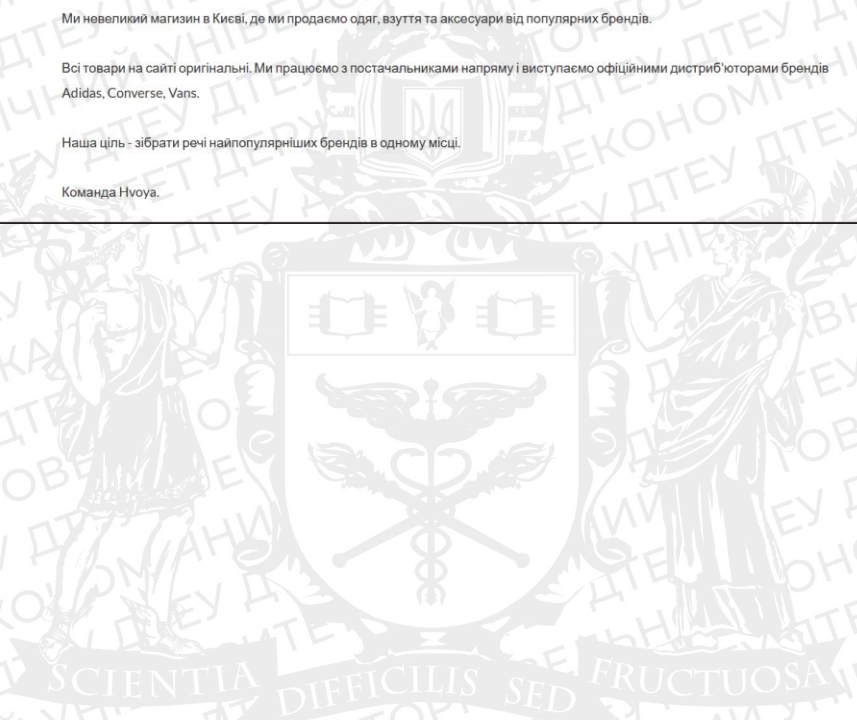 Ми невеликий магазин в Києві, де ми продаємо одяг, взуття та аксесуари від популярних брендів.
Всі товари на сайті оригінальні. Ми працюємо з постачальниками напряму і виступаємо офіційними дистриб'юторами брендів
Adidas, Converse, Vans.
Наша ціль - зібрати речі найпопулярніших брендів в одному місці.
Команда Hvoya.
SCIENTIA DIFFICILIS SED FRUCTUOSA